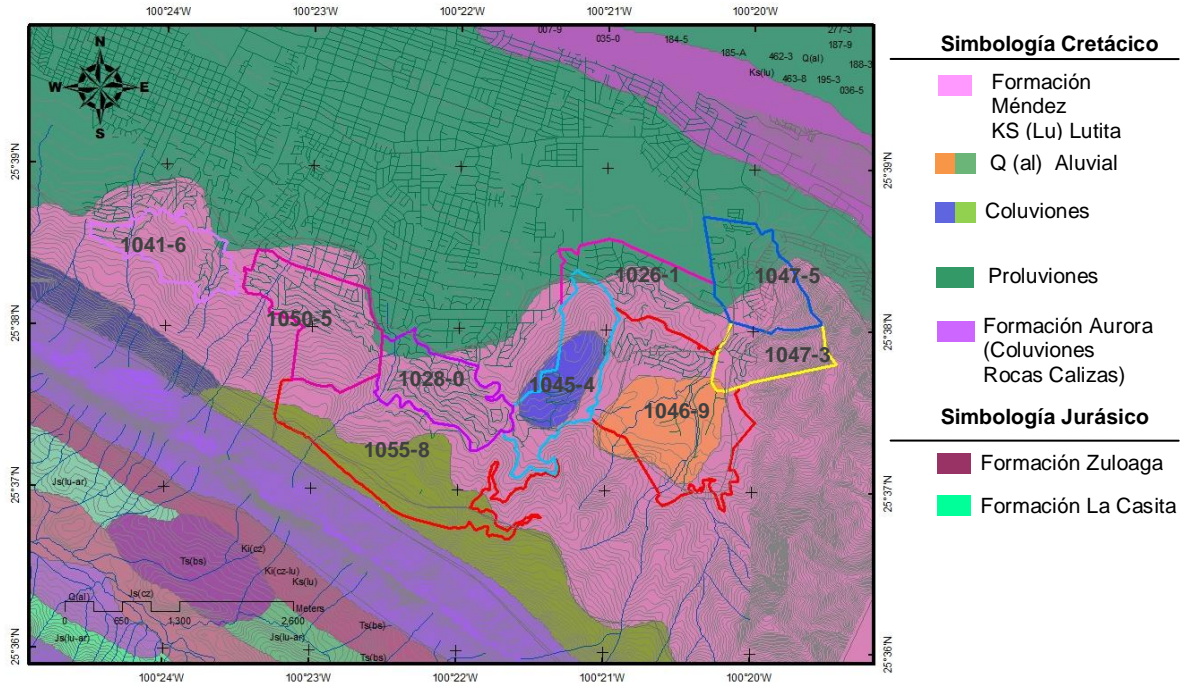 100°24'W 100°23'W 100°22'W 100°21'W 100°20'W
007-9 035-0 184-5 277-3
187-9
185-A 462-3 Q(al) 188-3
Ks(lu) 463-8 195-3
036-5
N
W E
S
25°39'N 25°39'N
1041-6
1026-1 1047-5
1050-5
25°38'N 25°38'N
1047-3
1028-0 1045-4
1046-9
1055-8
25°37'N 25°37'N
Js(lu-ar)
Ki(cz)
Ts(bs)
Ki(cz-lu)
Ks(lu)
Q(al) Js(cz)
Meters
0 650 1,300 2,600
Ts(bs)
Js(lu-ar) Js(lu-ar)
Ts(bs)
25°36'N 25°36'N
100°24'W 100°23'W 100°22'W 100°21'W 100°20'W
Simbología Cretácico
Formación
Méndez
KS (Lu) Lutita
Q (al) Aluvial
Coluviones
Proluviones
Formación Aurora
(Coluviones
Rocas Calizas)
Simbología Jurásico
Formación Zuloaga
Formación La Casita